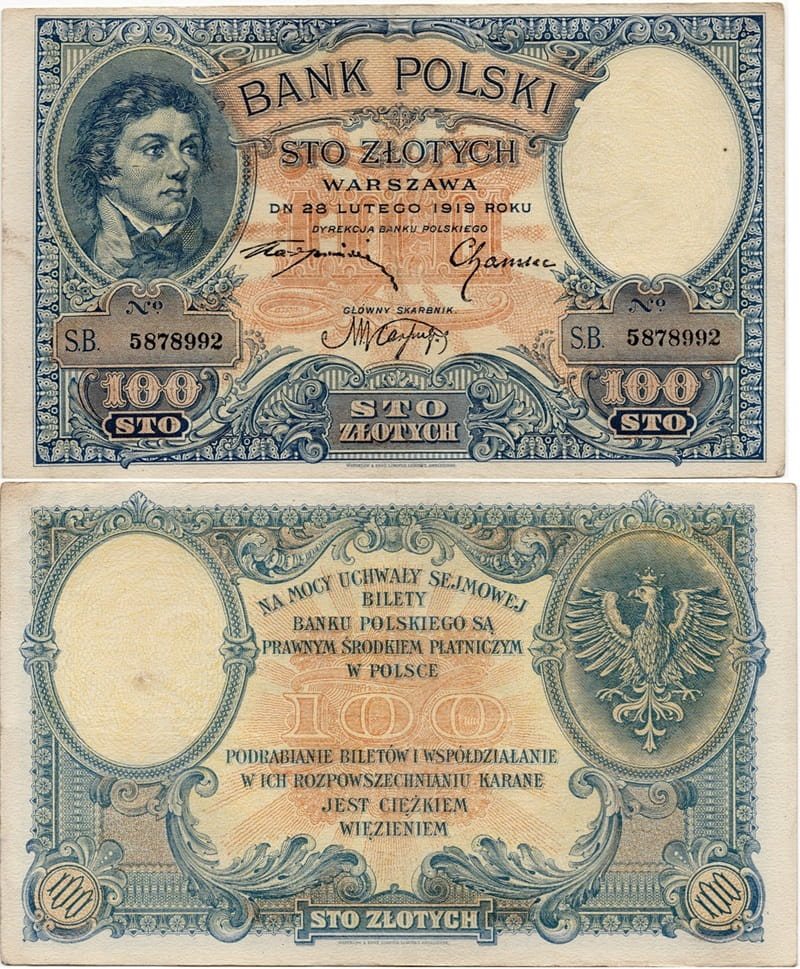 BANK POLSKI
STO ZŁOTYCH
WARSZAWA
DN 28 LUTEGO 1919 ROKU
DYREKCJA BANKU POLSKIEGO
GŁÓWNY SKARBNIK
No
S.B. 5878992
100
STO
STO
ZŁOTYCH
No
S.B. 5878992
100
STO
NA MOCY UCHWAŁY SEJMOWEJ
BILETY
BANKU POLSKIEGO SĄ
PRAWNYM ŚRODKIEM PŁATNICZYM
W POLSCE
100
PODRABIANIE BILETÓW I WSPÓŁDZIAŁANIE
W ICH ROZPOWSZECHNIANIU KARANE
JEST CIĘŻKIEM
WIĘZIENIEM
100
STO ZŁOTYCH
100